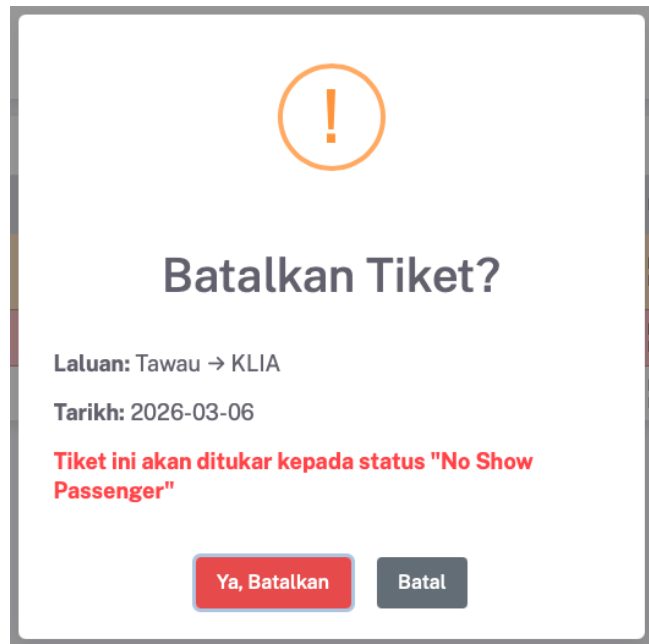 !
Batalkan Tiket?
Laluan: Tawau → KLIA
Tarikh: 2026-03-06
Tiket ini akan ditukar kepada status "No Show
Passenger"
Ya, Batalkan
Batal